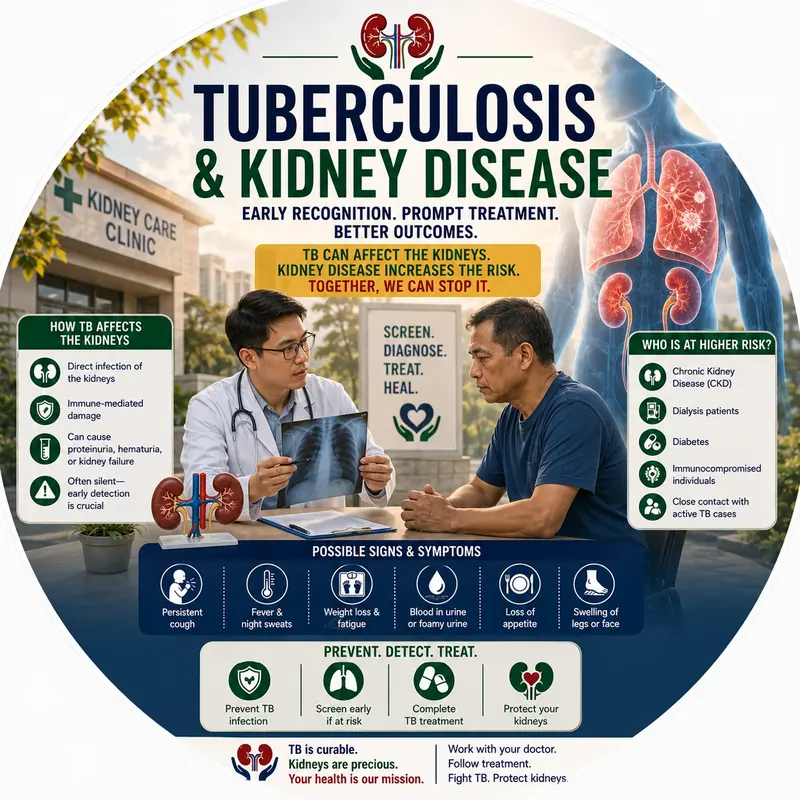 TUBERCULOSIS
& KIDNEY DISEASE
EARLY RECOGNITION. PROMPT TREATMENT.
BETTER OUTCOMES.
TB CAN AFFECT THE KIDNEYS.
KIDNEY DISEASE INCREASES THE RISK.
TOGETHER, WE CAN STOP IT.
KIDNEY CARE
CLINIC
SCREEN.
DIAGNOSE.
TREAT.
HEAL.
HOW TB AFFECTS
THE KIDNEYS
Direct infection of
the kidneys
Immune-mediated
damage
Can cause
proteinuria, hematuria,
or kidney failure
Often silent—
early detection
is crucial
WHO IS AT HIGHER RISK?
Chronic Kidney
Disease (CKD)
Dialysis patients
Diabetes
Immunocompromised
individuals
Close contact with
active TB cases
POSSIBLE SIGNS & SYMPTOMS
Persistent
cough
Fever &
night sweats
Weight loss &
fatigue
Blood in urine
or foamy urine
Loss of
appetite
Swelling of
legs or face
PREVENT. DETECT. TREAT.
Prevent TB
infection
Screen early
if at risk
Complete
TB treatment
Protect your
kidneys
TB is curable.
Kidneys are precious.
Your health is our mission.
Work with your doctor.
Follow treatment.
Fight TB. Protect kidneys.